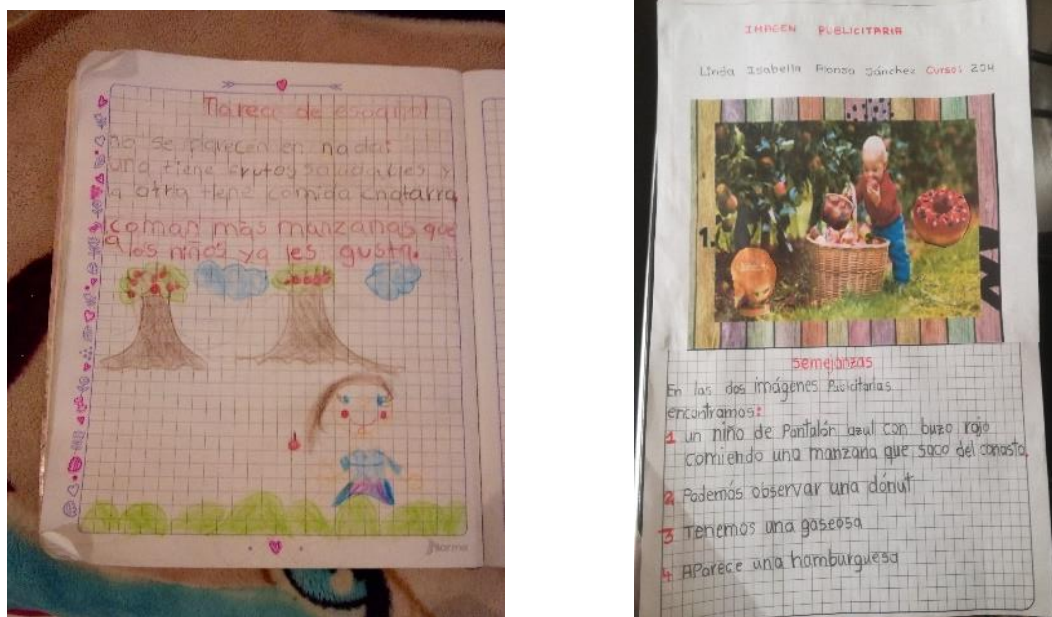 Tarea de español
no se parecen en nada:
una tiene frutos saludables y
la otra tiene comida chatarra
coman más manzanas que
a los niños ya les gusta.
norma
IMAGEN PUBLICITARIA
Linda Isabella Sánchez Curso: 204
1.
Semejanzas
En las dos imágenes Publicitarias
encontramos:
1 un niño de Pantalón azul con buzo rojo
comiendo una manzana que saco del canasto.
2 Podemos observar una dónut
3 Tenemos una gaseosa
4 Aparece una hamburguesa